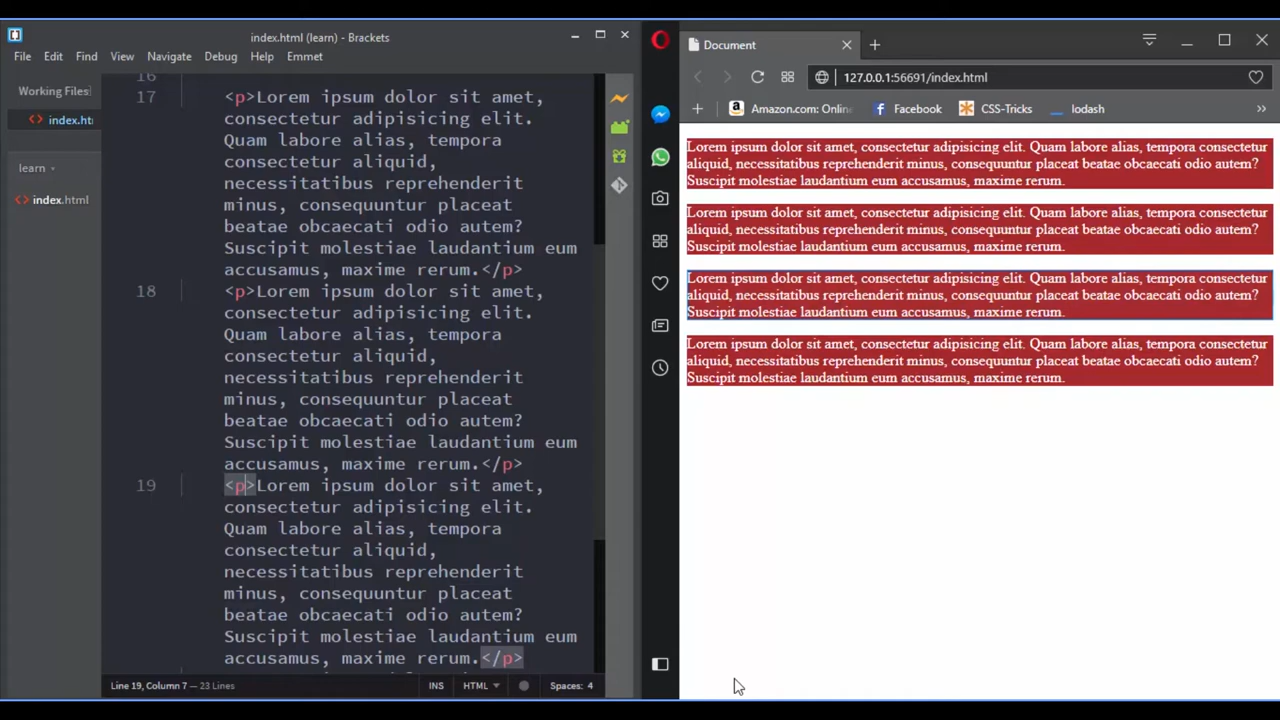 index.html (learn) - Brackets
File Edit Find View Navigate Debug Help Emmet
Working Files
index.ht
learn
index.html
16
17 <p>Lorem ipsum dolor sit amet,
consectetur adipisicing elit.
Quam labore alias, tempora
consectetur aliquid,
necessitatibus reprehenderit
minus, consequuntur placeat
beatae obcaecati odio autem?
Suscipit molestiae laudantium eum
accusamus, maxime rerum.</p>
18 <p>Lorem ipsum dolor sit amet,
consectetur adipisicing elit.
Quam labore alias, tempora
consectetur aliquid,
necessitatibus reprehenderit
minus, consequuntur placeat
beatae obcaecati odio autem?
Suscipit molestiae laudantium eum
accusamus, maxime rerum.</p>
19 <p>Lorem ipsum dolor sit amet,
consectetur adipisicing elit.
Quam labore alias, tempora
consectetur aliquid,
necessitatibus reprehenderit
minus, consequuntur placeat
beatae obcaecati odio autem?
Suscipit molestiae laudantium eum
accusamus, maxime rerum.</p>
Line 19, Column 7 — 23 Lines
INS HTML Spaces: 4
Document
127.0.0.1:56691/index.html
Amazon.com: Onlin Facebook CSS-Tricks lodash
Lorem ipsum dolor sit amet, consectetur adipisicing elit. Quam labore alias, tempora consectetur
aliquid, necessitatibus reprehenderit minus, consequuntur placeat beatae obcaecati odio autem?
Suscipit molestiae laudantium eum accusamus, maxime rerum.
Lorem ipsum dolor sit amet, consectetur adipisicing elit. Quam labore alias, tempora consectetur
aliquid, necessitatibus reprehenderit minus, consequuntur placeat beatae obcaecati odio autem?
Suscipit molestiae laudantium eum accusamus, maxime rerum.
Lorem ipsum dolor sit amet, consectetur adipisicing elit. Quam labore alias, tempora consectetur
aliquid, necessitatibus reprehenderit minus, consequuntur placeat beatae obcaecati odio autem?
Suscipit molestiae laudantium eum accusamus, maxime rerum.
Lorem ipsum dolor sit amet, consectetur adipisicing elit. Quam labore alias, tempora consectetur
aliquid, necessitatibus reprehenderit minus, consequuntur placeat beatae obcaecati odio autem?
Suscipit molestiae laudantium eum accusamus, maxime rerum.